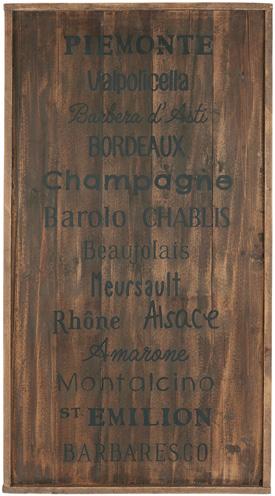 PIEMONTE
Valpolicella
Barbera d'Asti
BORDEAUX
Champagne
Barolo CHABLIS
Beaujolais
Meursault
Rhône Alsace
Amarone
Montalcino
ST. EMILION
BARBARESCO